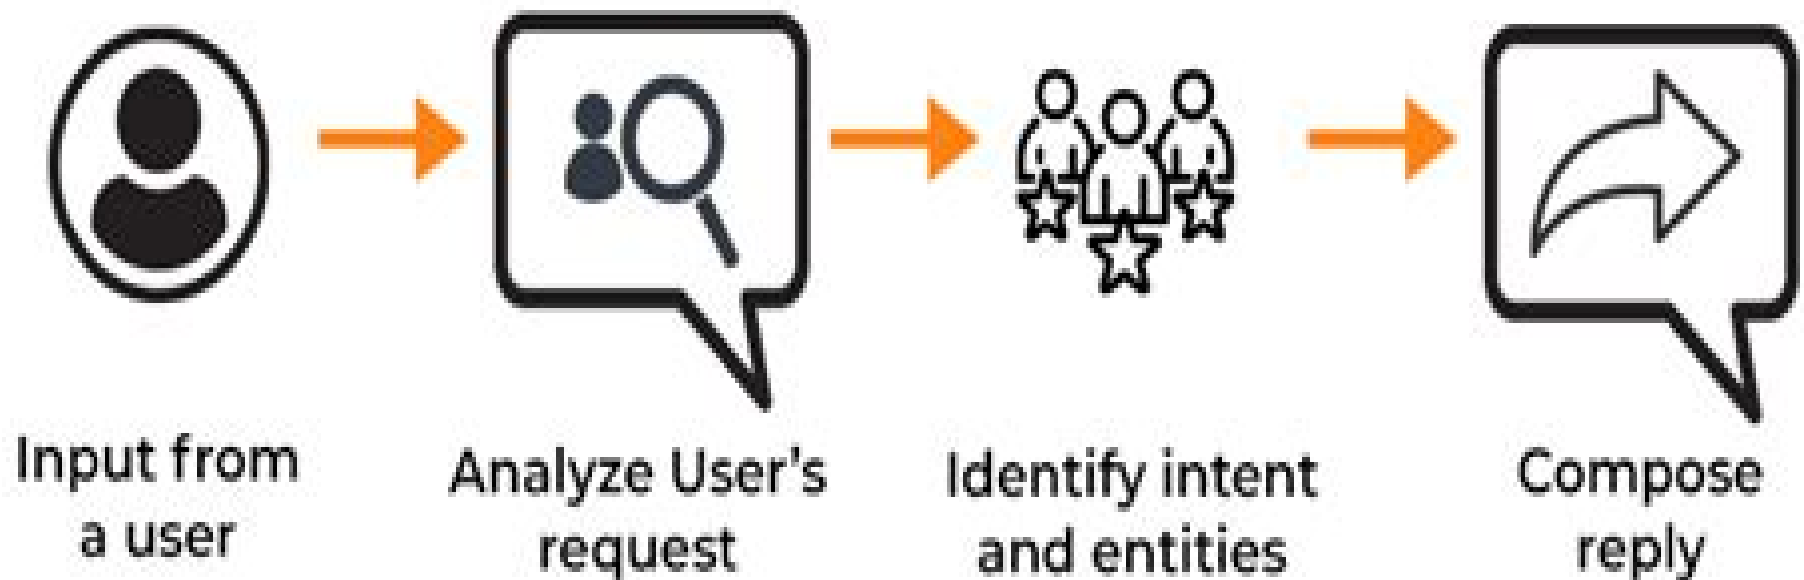 Input from
a user
Analyze User's
request
Identify intent
and entities
Compose
reply